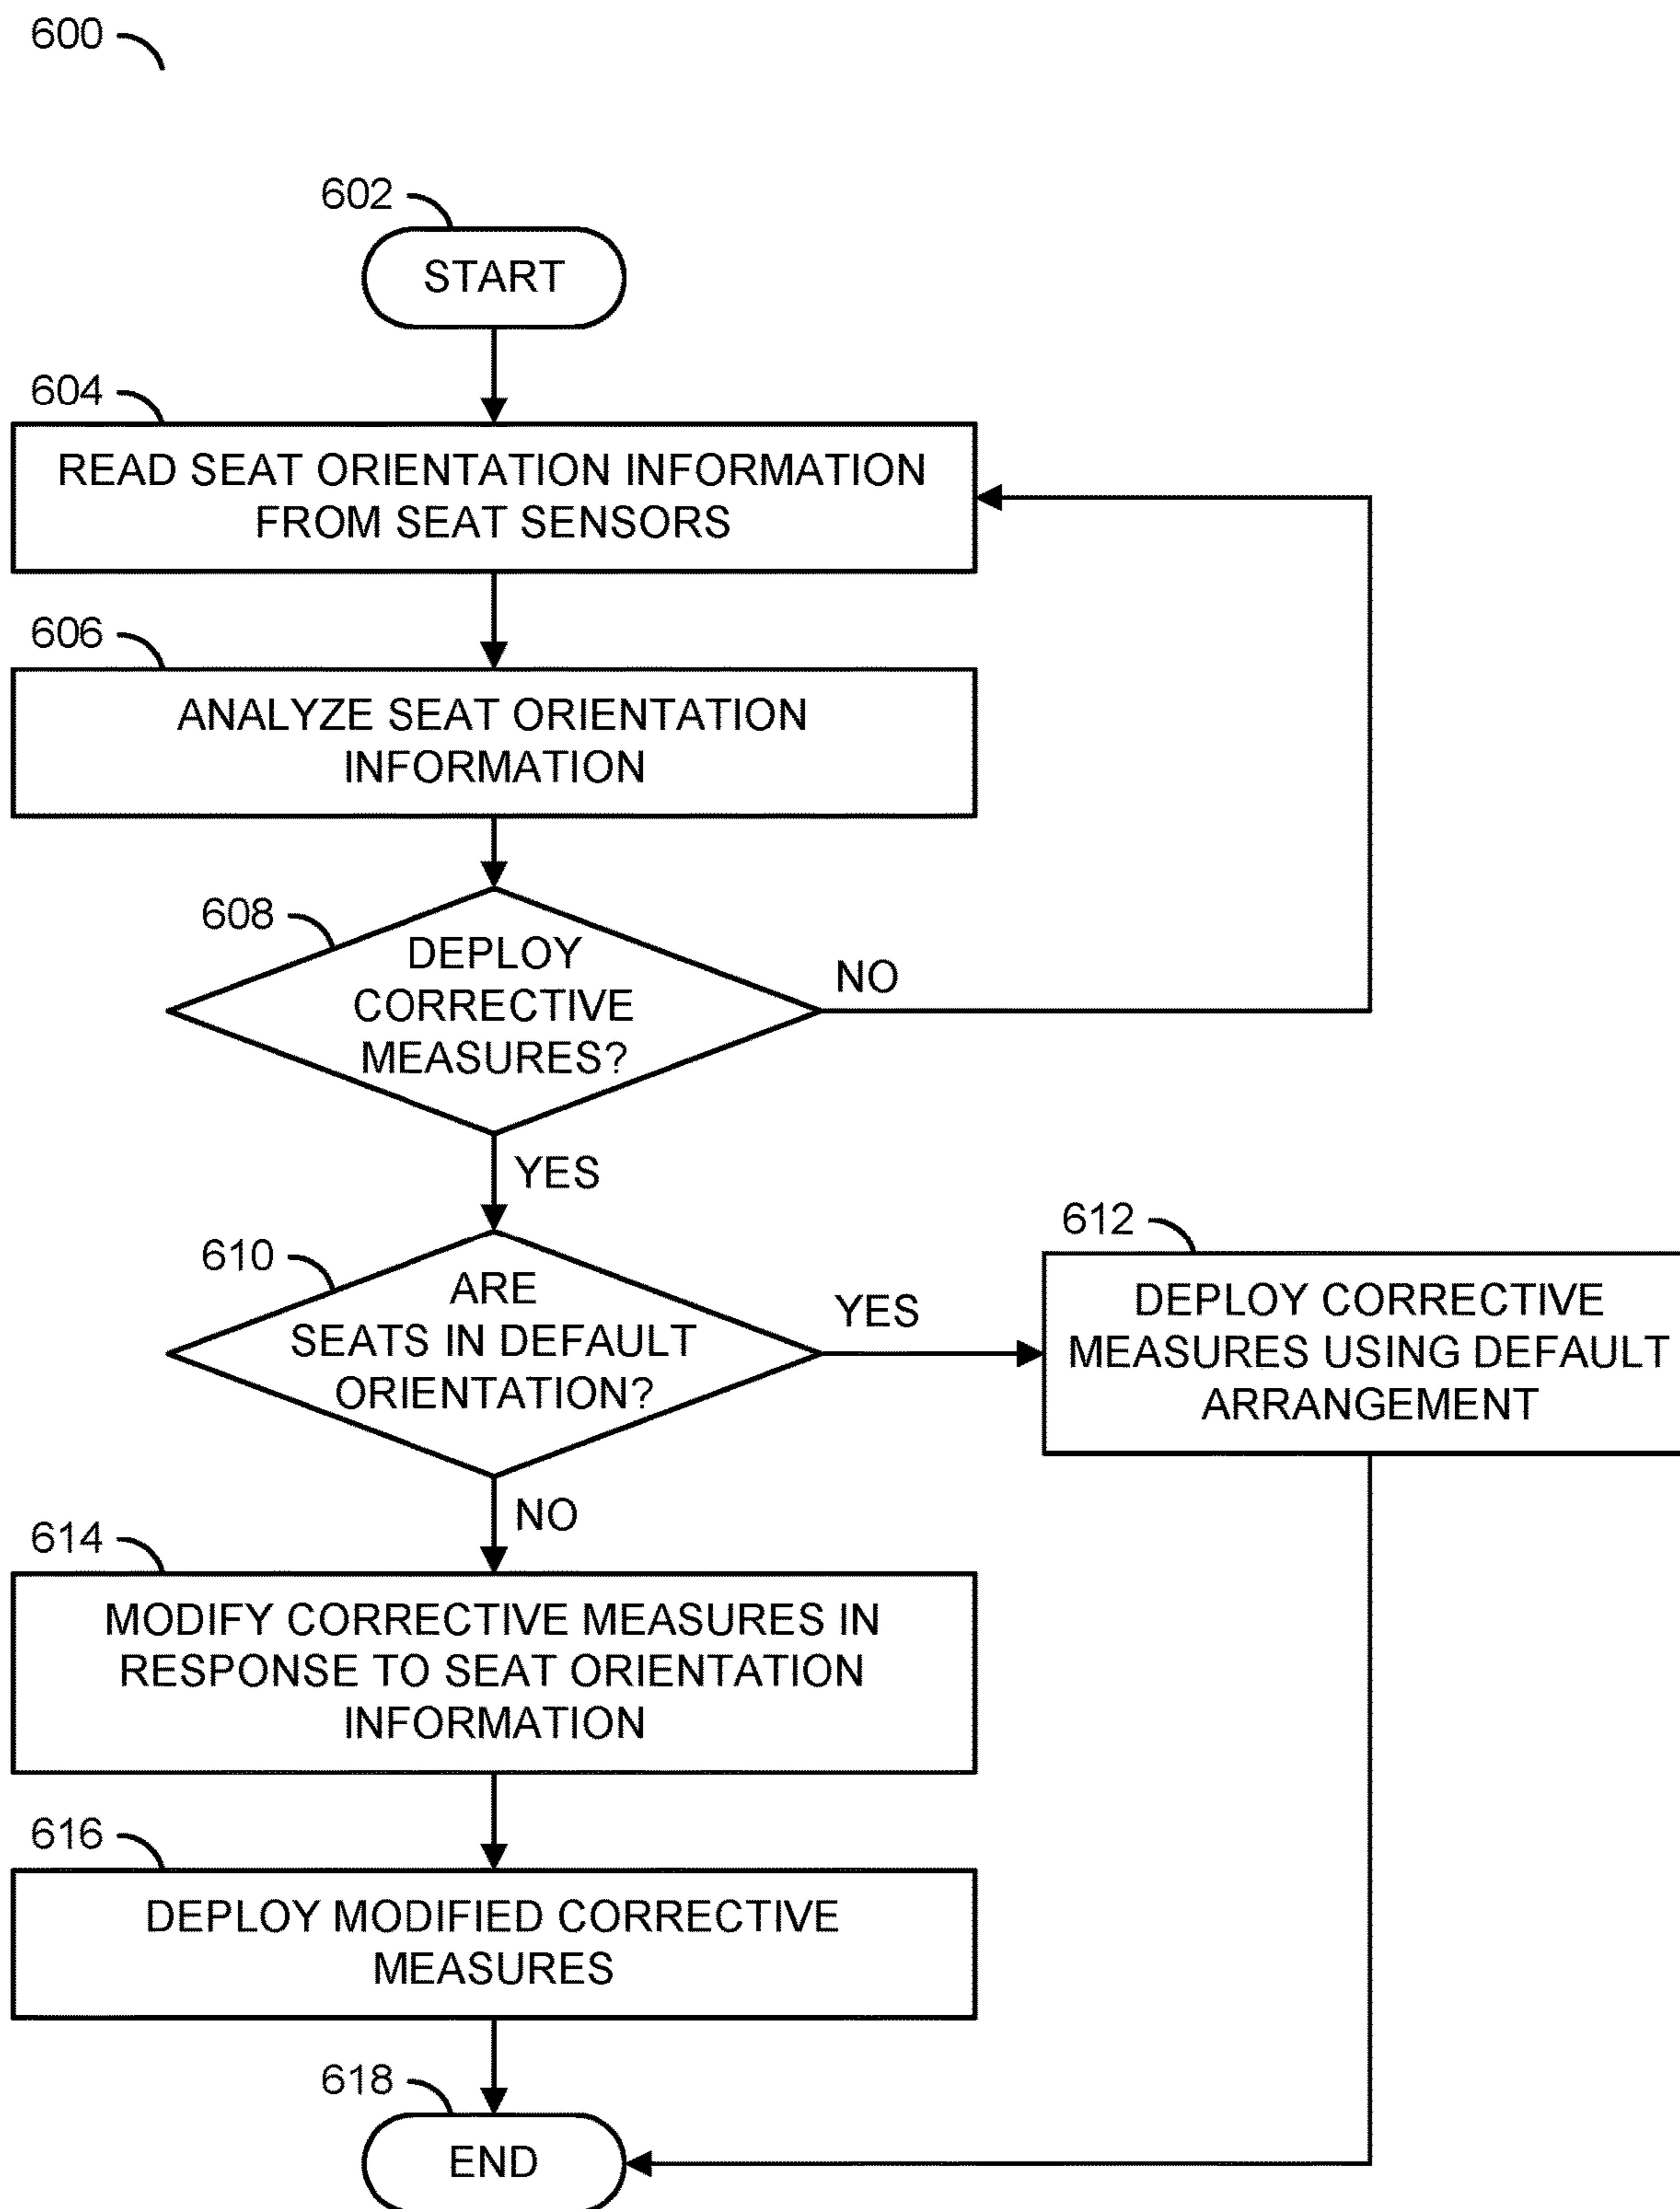 600
602
START
604
READ SEAT ORIENTATION INFORMATION
FROM SEAT SENSORS
606
ANALYZE SEAT ORIENTATION
INFORMATION
608
DEPLOY
CORRECTIVE
MEASURES?
NO
YES
610
ARE
SEATS IN DEFAULT
ORIENTATION?
YES
612
DEPLOY CORRECTIVE
MEASURES USING DEFAULT
ARRANGEMENT
NO
614
MODIFY CORRECTIVE MEASURES IN
RESPONSE TO SEAT ORIENTATION
INFORMATION
616
DEPLOY MODIFIED CORRECTIVE
MEASURES
618
END